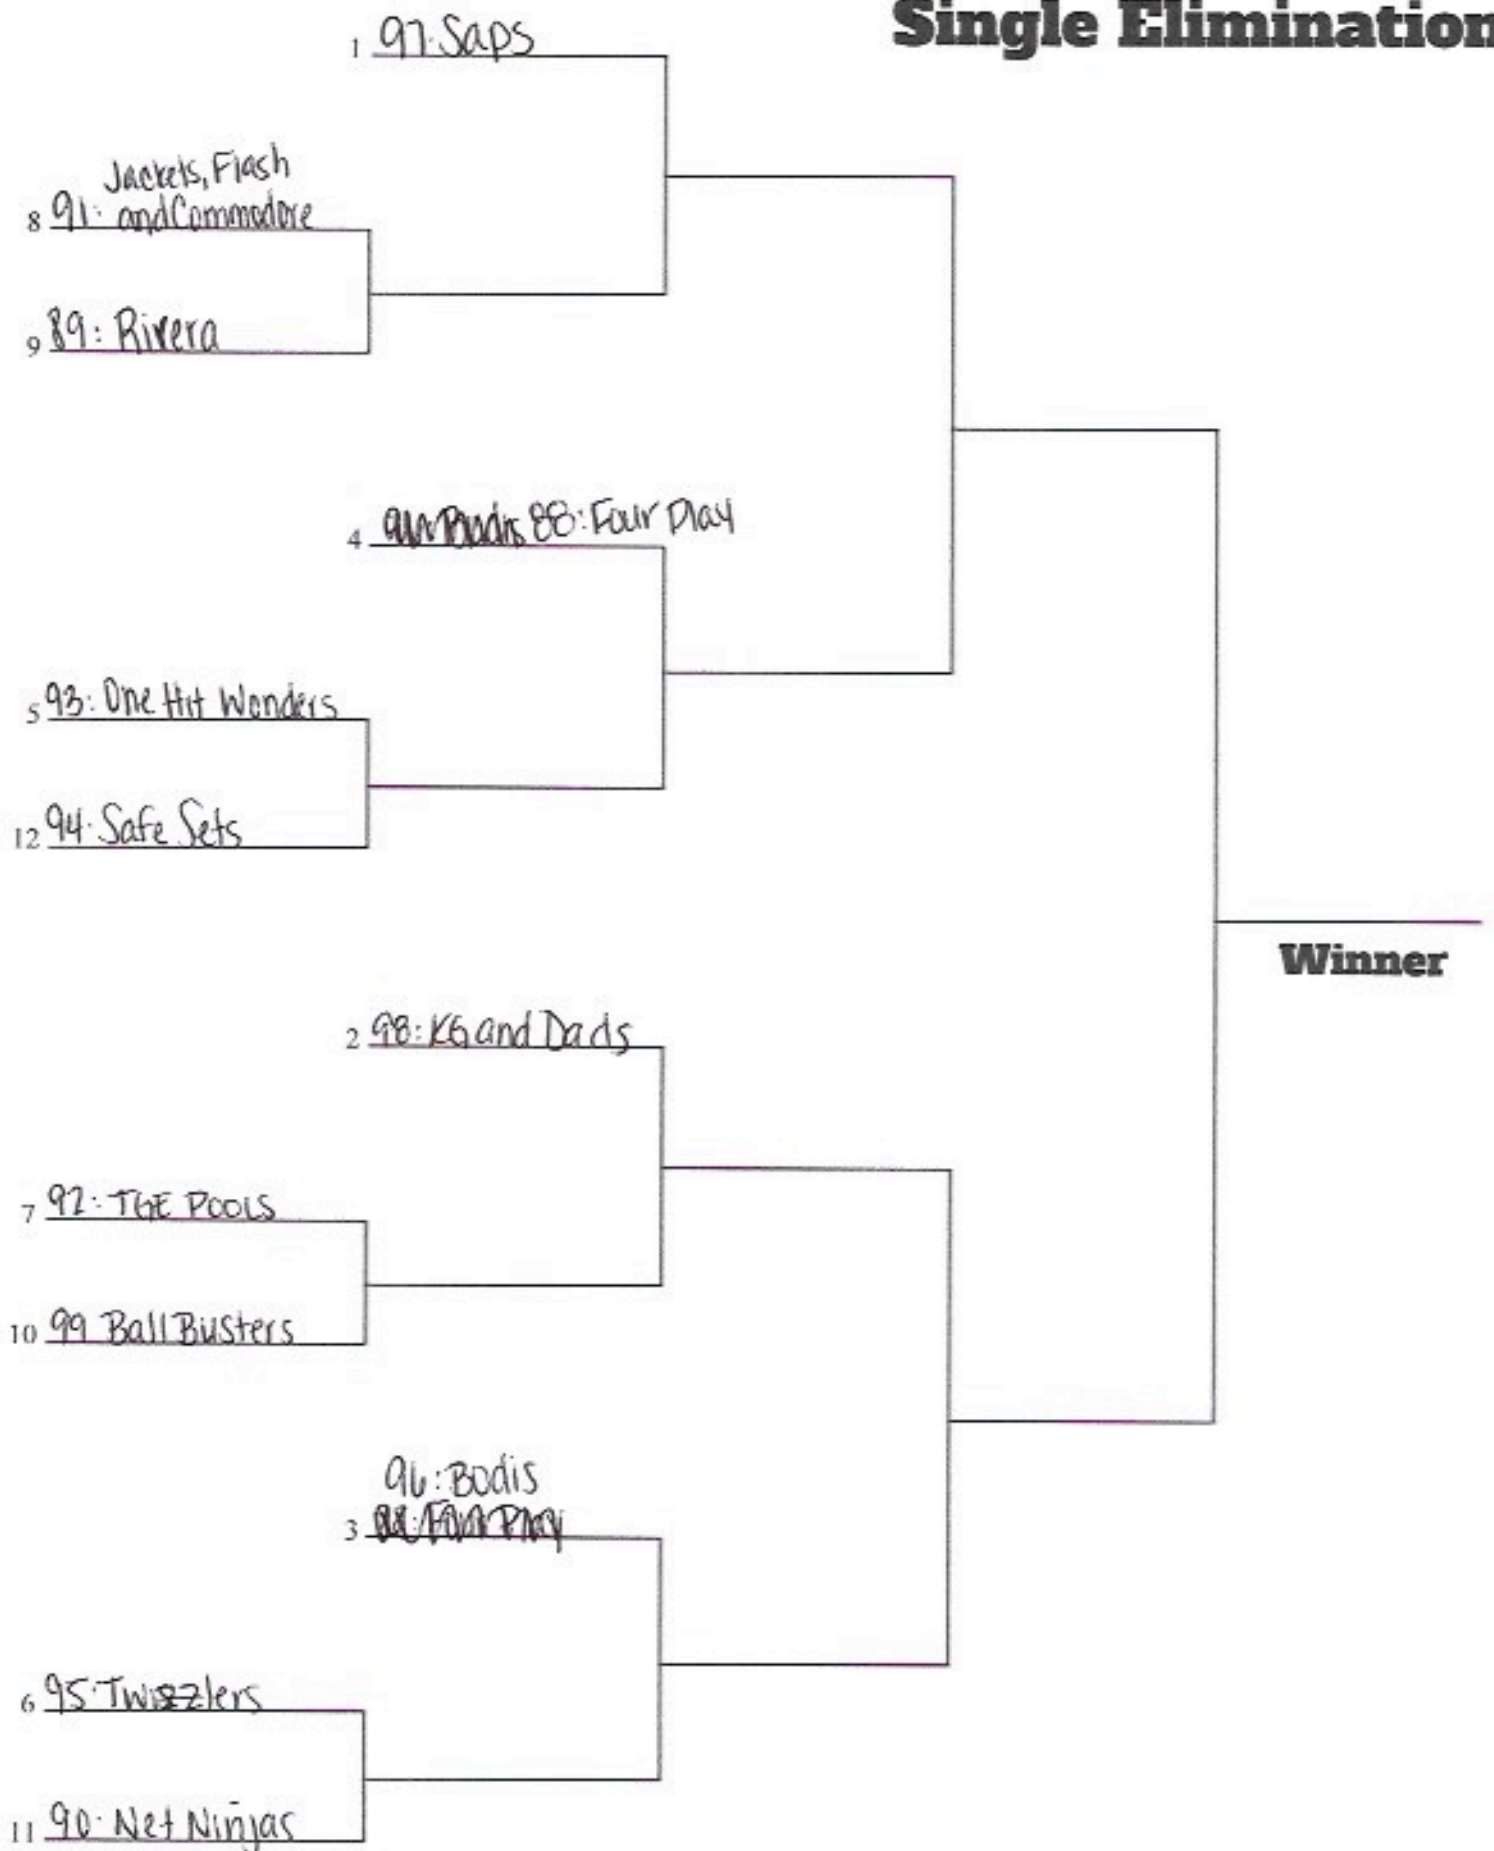 Single Elimination
1 97: Saps
Jackets, Flash
8 91: and Commodore
9 89: Rivera
4 88: Four Play
5 93: One Hit Wonders
12 94: Safe Sets
Winner
2 98: KG and Dads
7 92: TGE POOLS
10 99 Ball Busters
96: Bodis
3
6 95: Twizzlers
11 90: Net Ninjas